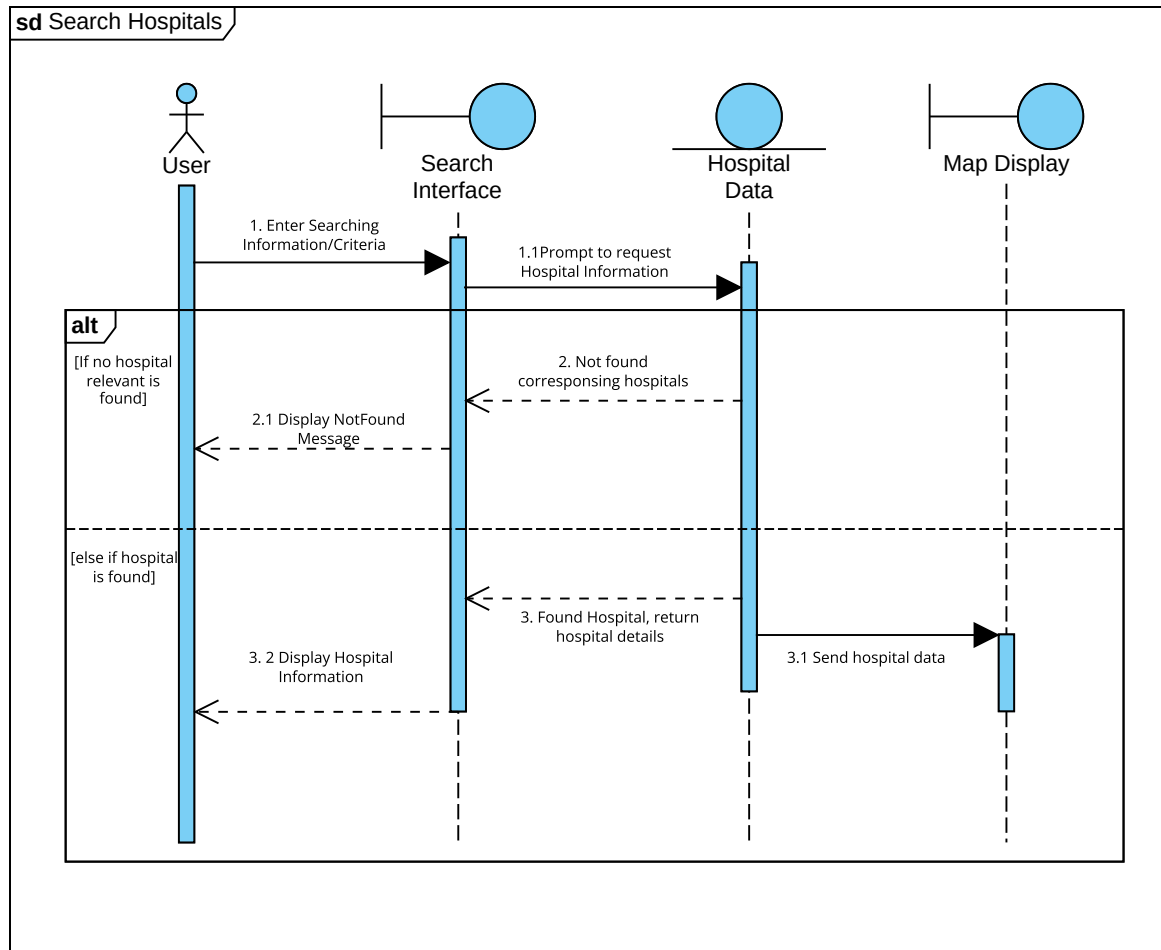 sd Search Hospitals
User
Search
Interface
Hospital
Data
Map Display
1. Enter Searching
Information/Criteria
1.1Prompt to request
Hospital Information
alt
[If no hospital
relevant is
found]
2. Not found
corresponsing hospitals
2.1 Display NotFound
Message
[else if hospital
is found]
3. Found Hospital, return
hospital details
3.1 Send hospital data
3. 2 Display Hospital
Information